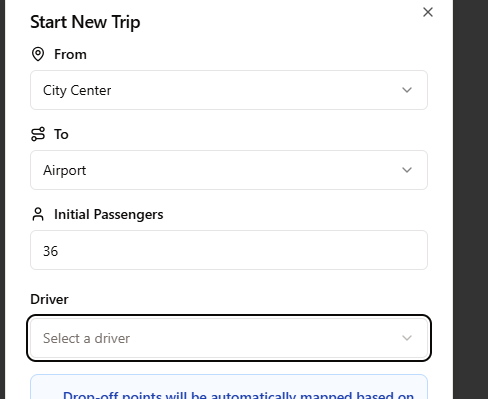 Start New Trip
From
City Center
To
Airport
Initial Passengers
36
Driver
Select a driver
Drop-off points will be automatically mapped based on